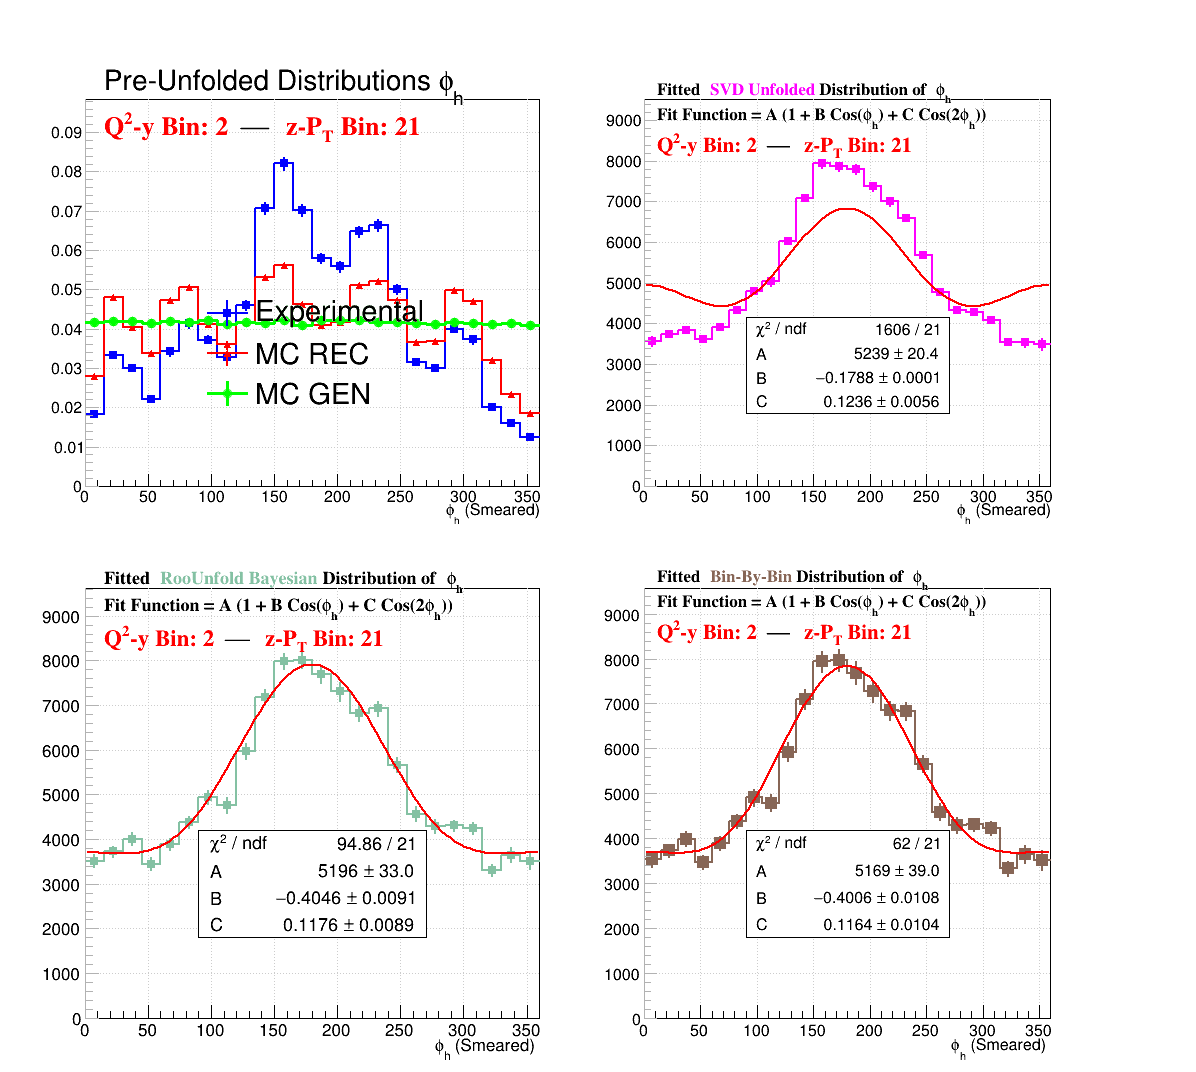 Pre-Unfolded Distributions ϕh
Q2-y Bin: 2 — z-PT Bin: 21
0.09
0.08
0.07
0.06
0.05
0.04
0.03
0.02
0.01
0
Experimental
MC REC
MC GEN
0 50 100 150 200 250 300 350
ϕh (Smeared)
Fitted SVD Unfolded Distribution of ϕh
Fit Function = A (1 + B Cos(ϕh) + C Cos(2ϕh))
Q2-y Bin: 2 — z-PT Bin: 21
9000
8000
7000
6000
5000
4000
3000
2000
1000
0
χ2 / ndf 1606 / 21
A 5239 ± 20.4
B −0.1788 ± 0.0001
C 0.1236 ± 0.0056
0 50 100 150 200 250 300 350
ϕh (Smeared)
Fitted RooUnfold Bayesian Distribution of ϕh
Fit Function = A (1 + B Cos(ϕh) + C Cos(2ϕh))
Q2-y Bin: 2 — z-PT Bin: 21
9000
8000
7000
6000
5000
4000
3000
2000
1000
0
χ2 / ndf 94.86 / 21
A 5196 ± 33.0
B −0.4046 ± 0.0091
C 0.1176 ± 0.0089
0 50 100 150 200 250 300 350
ϕh (Smeared)
Fitted Bin-By-Bin Distribution of ϕh
Fit Function = A (1 + B Cos(ϕh) + C Cos(2ϕh))
Q2-y Bin: 2 — z-PT Bin: 21
9000
8000
7000
6000
5000
4000
3000
2000
1000
0
χ2 / ndf 62 / 21
A 5169 ± 39.0
B −0.4006 ± 0.0108
C 0.1164 ± 0.0104
0 50 100 150 200 250 300 350
ϕh (Smeared)